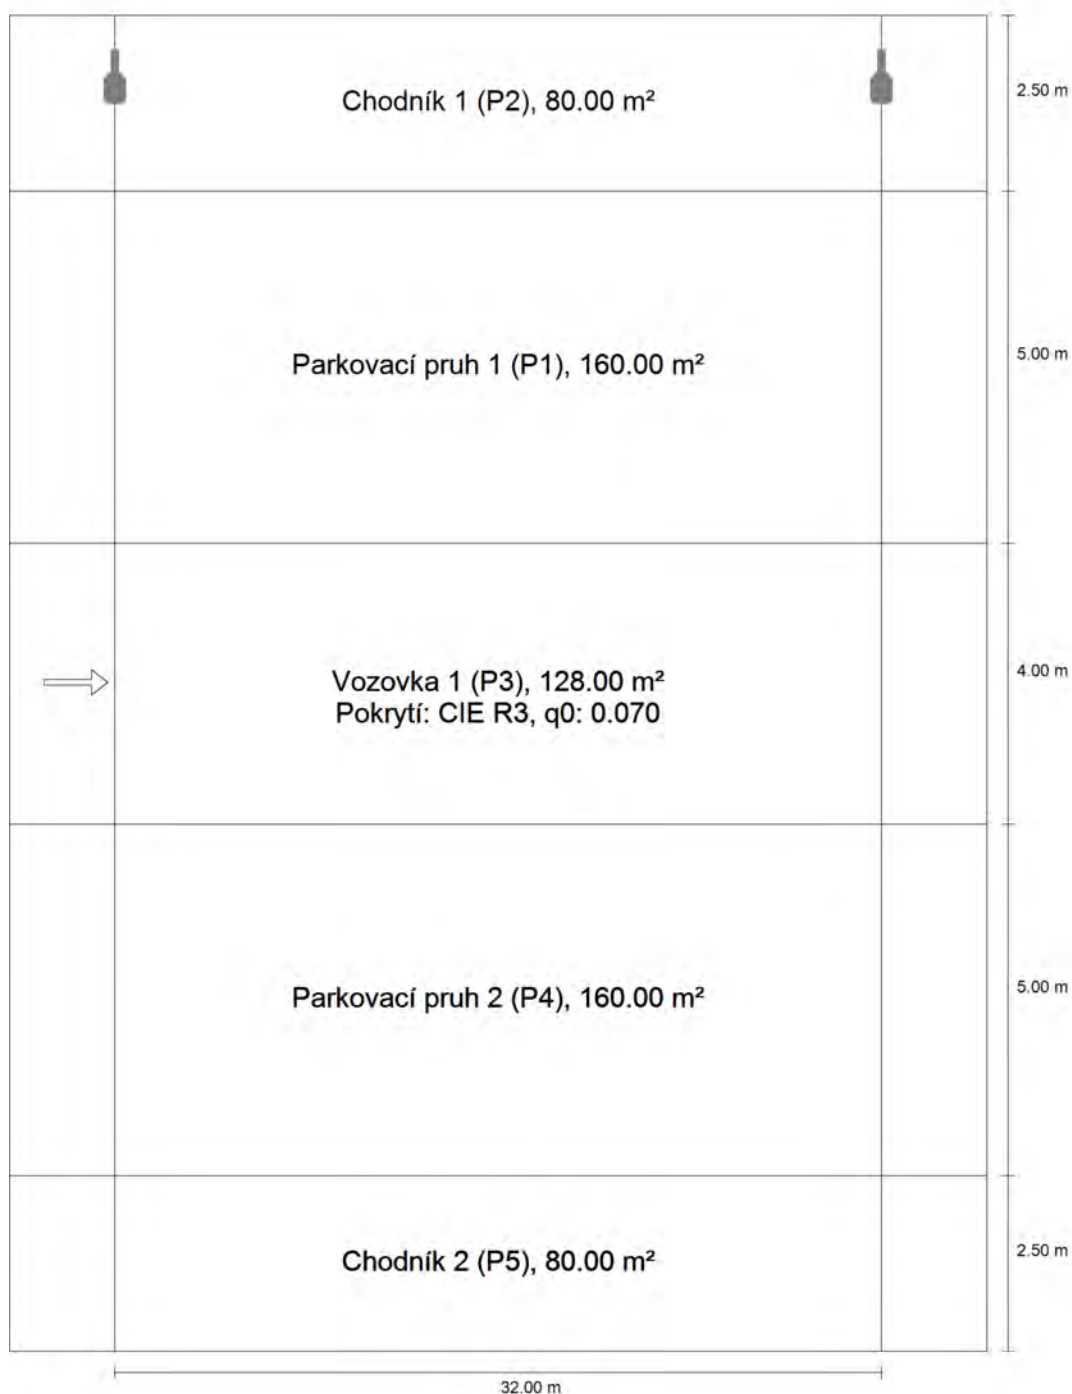 Chodník 1 (P2), 80.00 m²
2.50 m
Parkovací pruh 1 (P1), 160.00 m²
5.00 m
Vozovka 1 (P3), 128.00 m²
Pokrytí: CIE R3, q0: 0.070
4.00 m
Parkovací pruh 2 (P4), 160.00 m²
5.00 m
Chodník 2 (P5), 80.00 m²
2.50 m
32.00 m